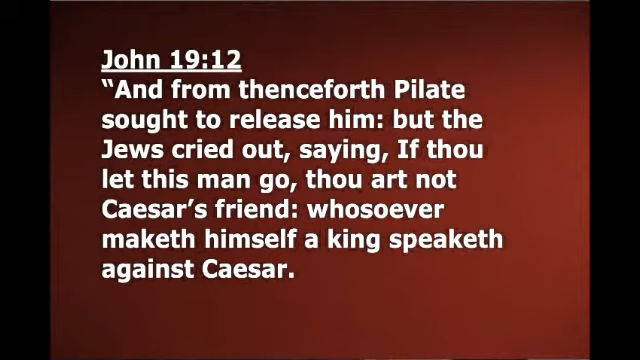 John 19:12
“And from thenceforth Pilate
sought to release him: but the
Jews cried out, saying, If thou
let this man go, thou art not
Caesar’s friend: whosoever
maketh himself a king speaketh
against Caesar.